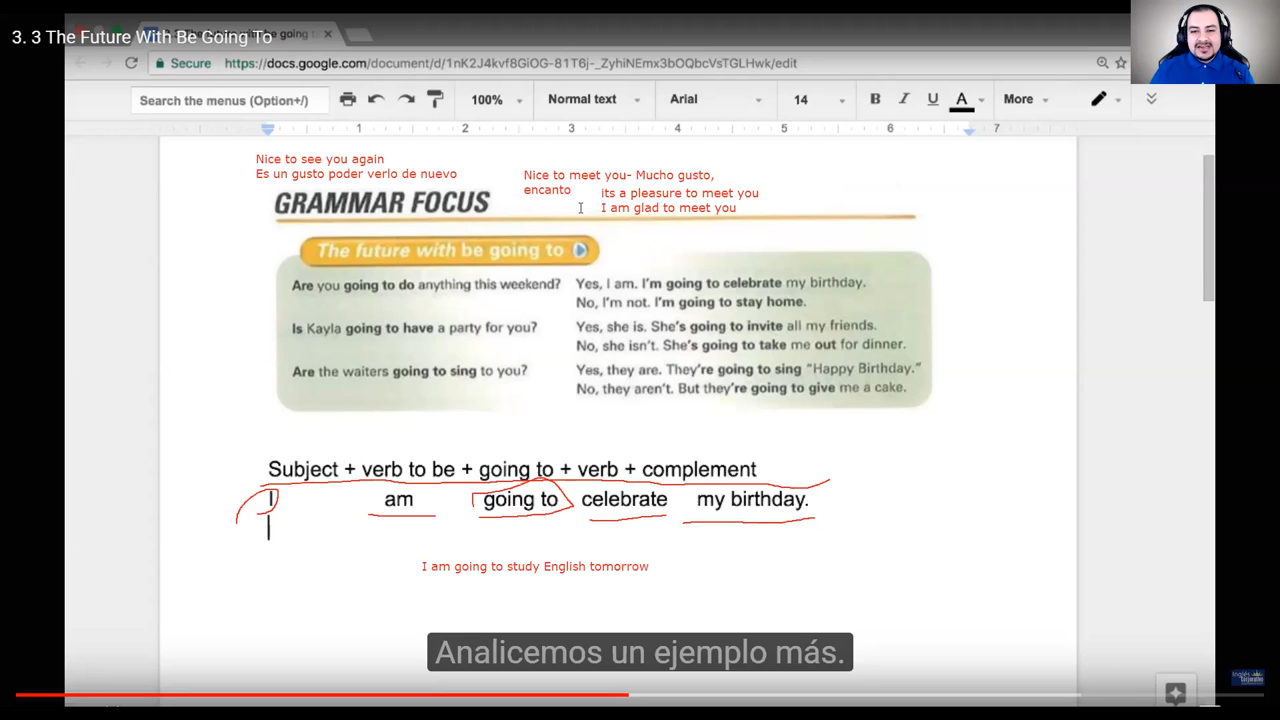 3. 3 The Future With Be Going To
Secure https://docs.google.com/document/d/1nK2J4kvf8GiOG-81T6j-_ZyhiNEmx3bOQbcVsTGLHwk/edit
Search the menus (Option+/) 100% Normal text Arial 14 B I U A More
1 2 3 4 5 6 7
Nice to see you again
Es un gusto poder verlo de nuevo
Nice to meet you- Mucho gusto,
encanto
its a pleasure to meet you
I am glad to meet you
GRAMMAR FOCUS
The future with be going to
Are you going to do anything this weekend? Yes, I am. I'm going to celebrate my birthday.
No, I'm not. I'm going to stay home.
Is Kayla going to have a party for you? Yes, she is. She's going to invite all my friends.
No, she isn't. She's going to take me out for dinner.
Are the waiters going to sing to you? Yes, they are. They're going to sing "Happy Birthday."
No, they aren't. But they're going to give me a cake.
Subject + verb to be + going to + verb + complement
I am going to celebrate my birthday.
I am going to study English tomorrow
Analicemos un ejemplo más.